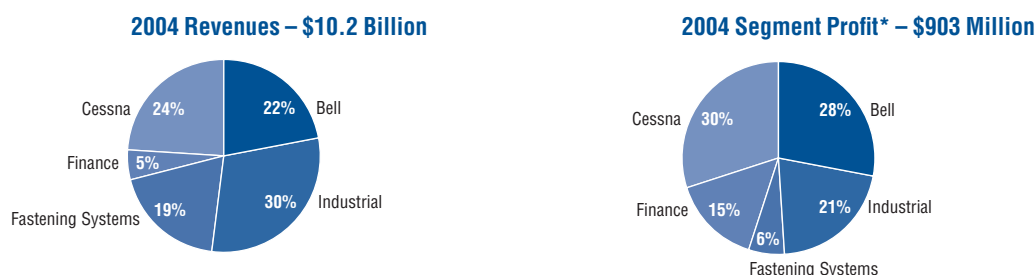 2004 Revenues – $10.2 Billion
Cessna
24%
22%
Bell
Finance
5%
Fastening Systems
19%
30%
Industrial
2004 Segment Profit* – $903 Million
Cessna
30%
28%
Bell
Finance
15%
21%
Industrial
6%
Fastening Systems